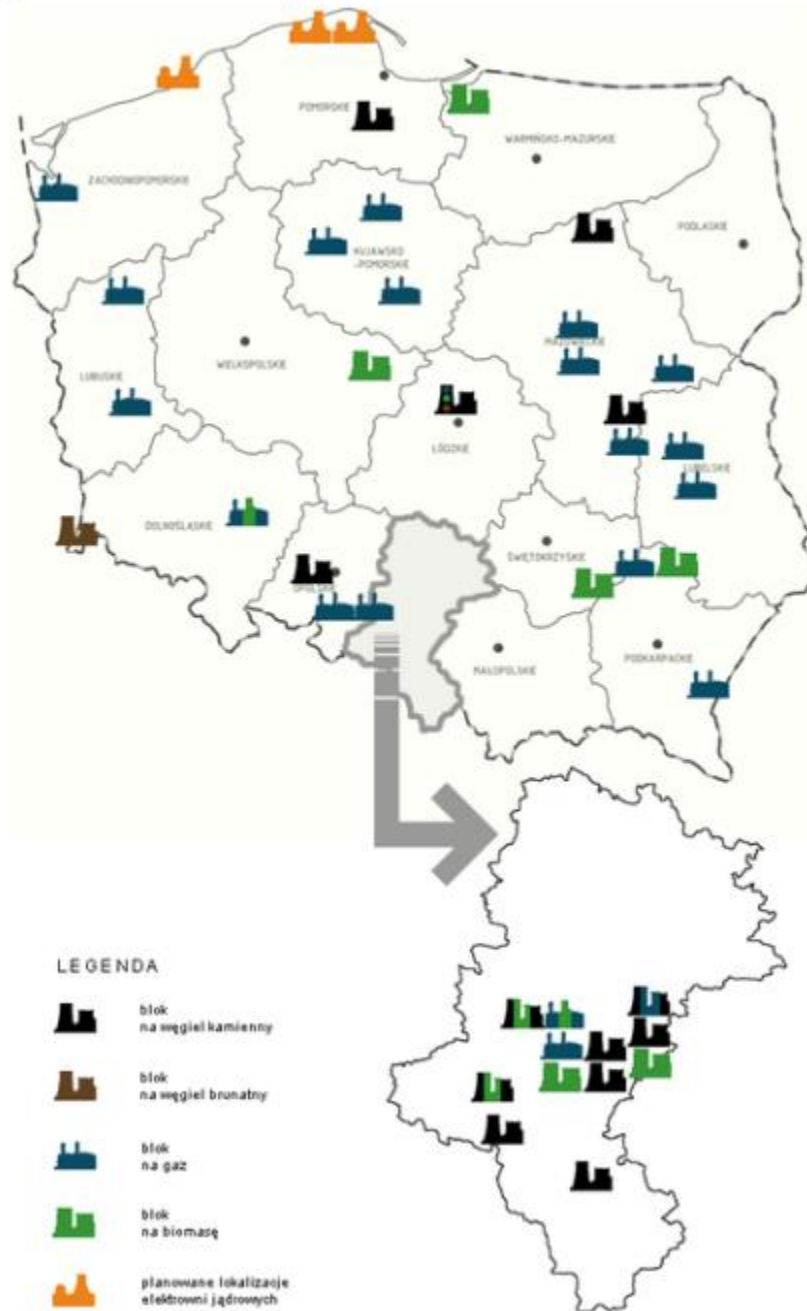 POMORSKIE
WARMIŃSKO-MAZURSKIE
ZACHODNIOPOMORSKIE
PODLASKIE
KUJAWSKO
-POMORSKIE
MAZOWIECKIE
WIELKOPOLSKIE
LUBUSKIE
ŁÓDZKIE
LUBELSKIE
DOLNOŚLĄSKIE
ŚWIĘTOKRZYSKIE
OPOLSKIE
MAŁOPOLSKIE
PODKARPACKIE
LEGENDA
blok
na węgiel kamienny
blok
na węgiel brunatny
blok
na gaz
blok
na biomasę
planowane lokalizacje
elektrowni jądrowych